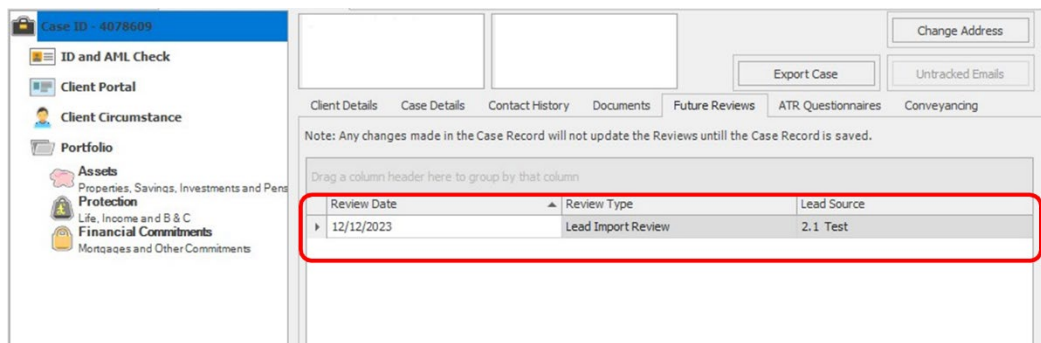 Case ID - 4078609
ID and AML Check
Client Portal
Client Circumstance
Portfolio
Assets
Properties, Savings, Investments and Pens
Protection
Life, Income and B & C
Financial Commitments
Mortgages and Other Commitments
Change Address
Export Case
Untracked Emails
Client Details
Case Details
Contact History
Documents
Future Reviews
ATR Questionnaires
Conveyancing
Note: Any changes made in the Case Record will not update the Reviews untill the Case Record is saved.
Drag a column header here to group by that column
Review Date
Review Type
Lead Source
12/12/2023
Lead Import Review
2.1 Test